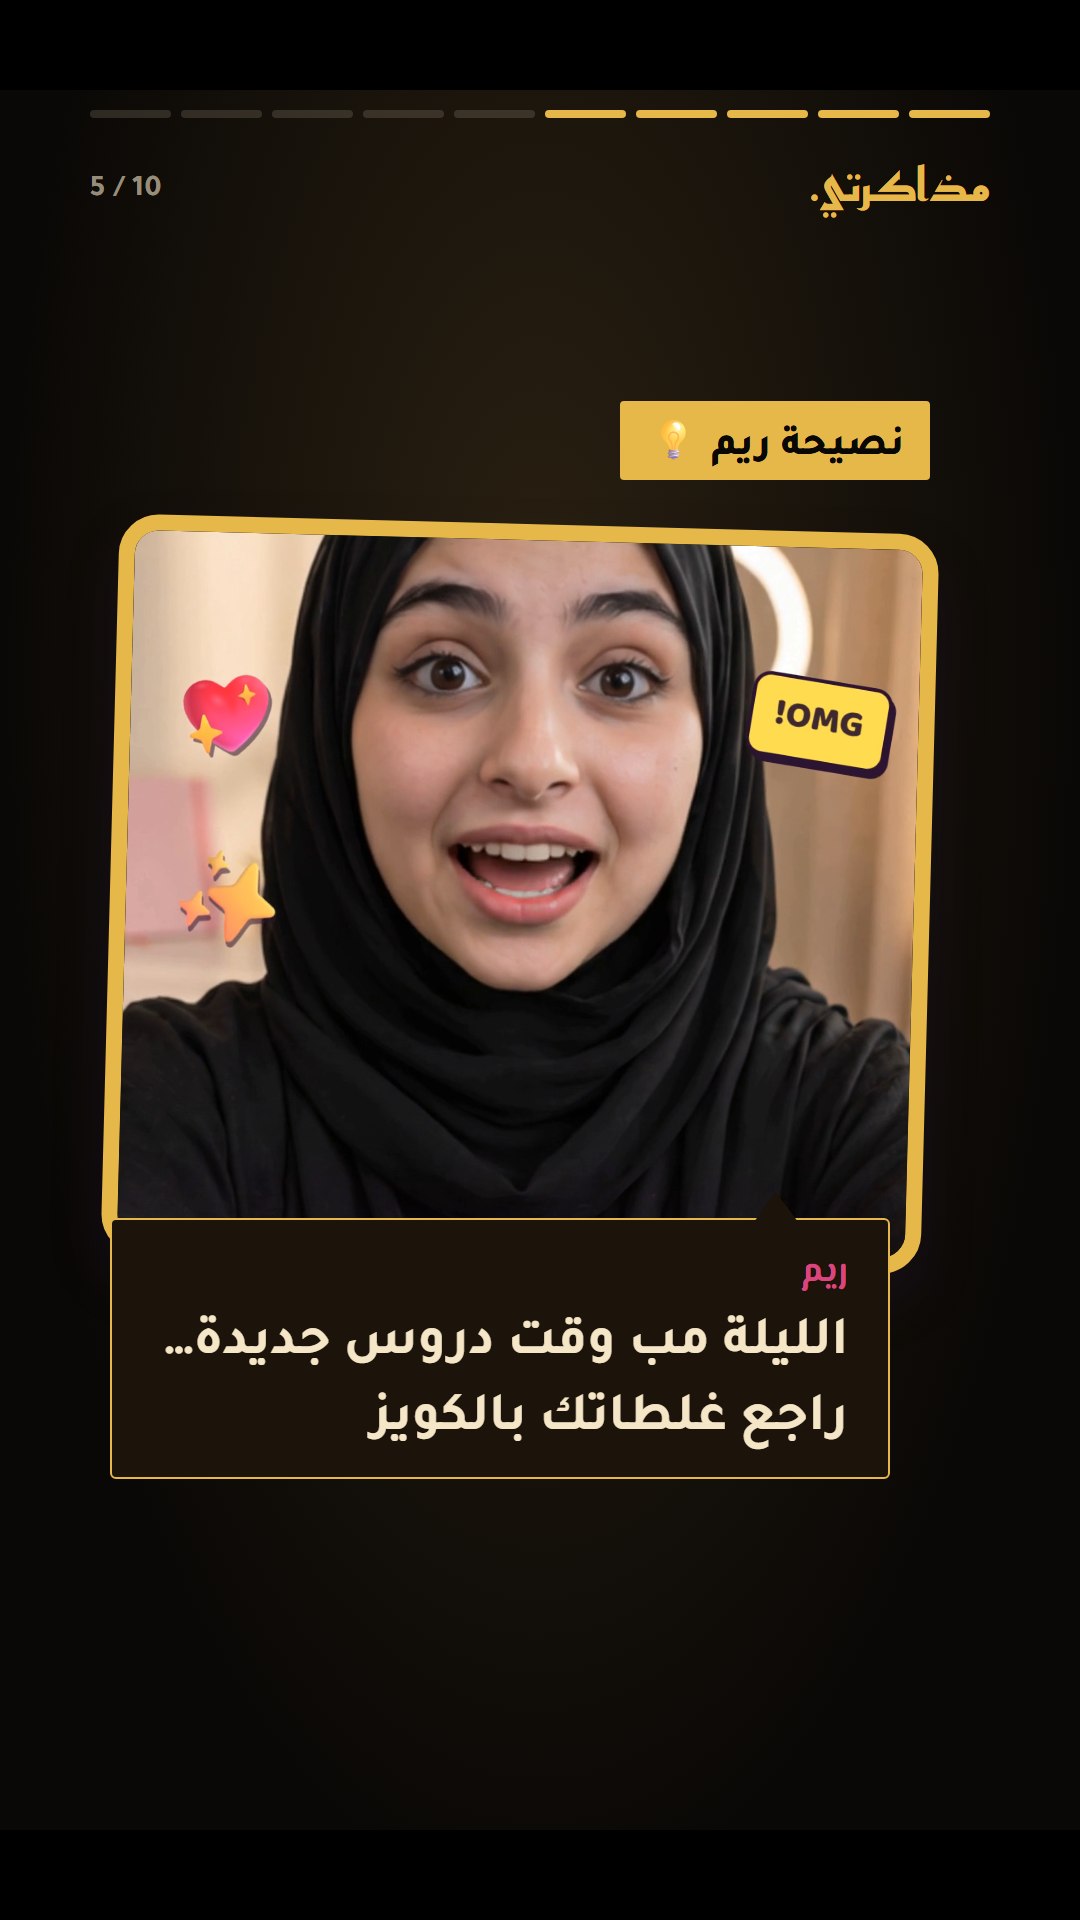 مذاكرتي.
5 / 10
نصيحة ريم 💡
!OMG
ريم
الليلة مب وقت دروس جديدة...
راجع غلطاتك بالكويز